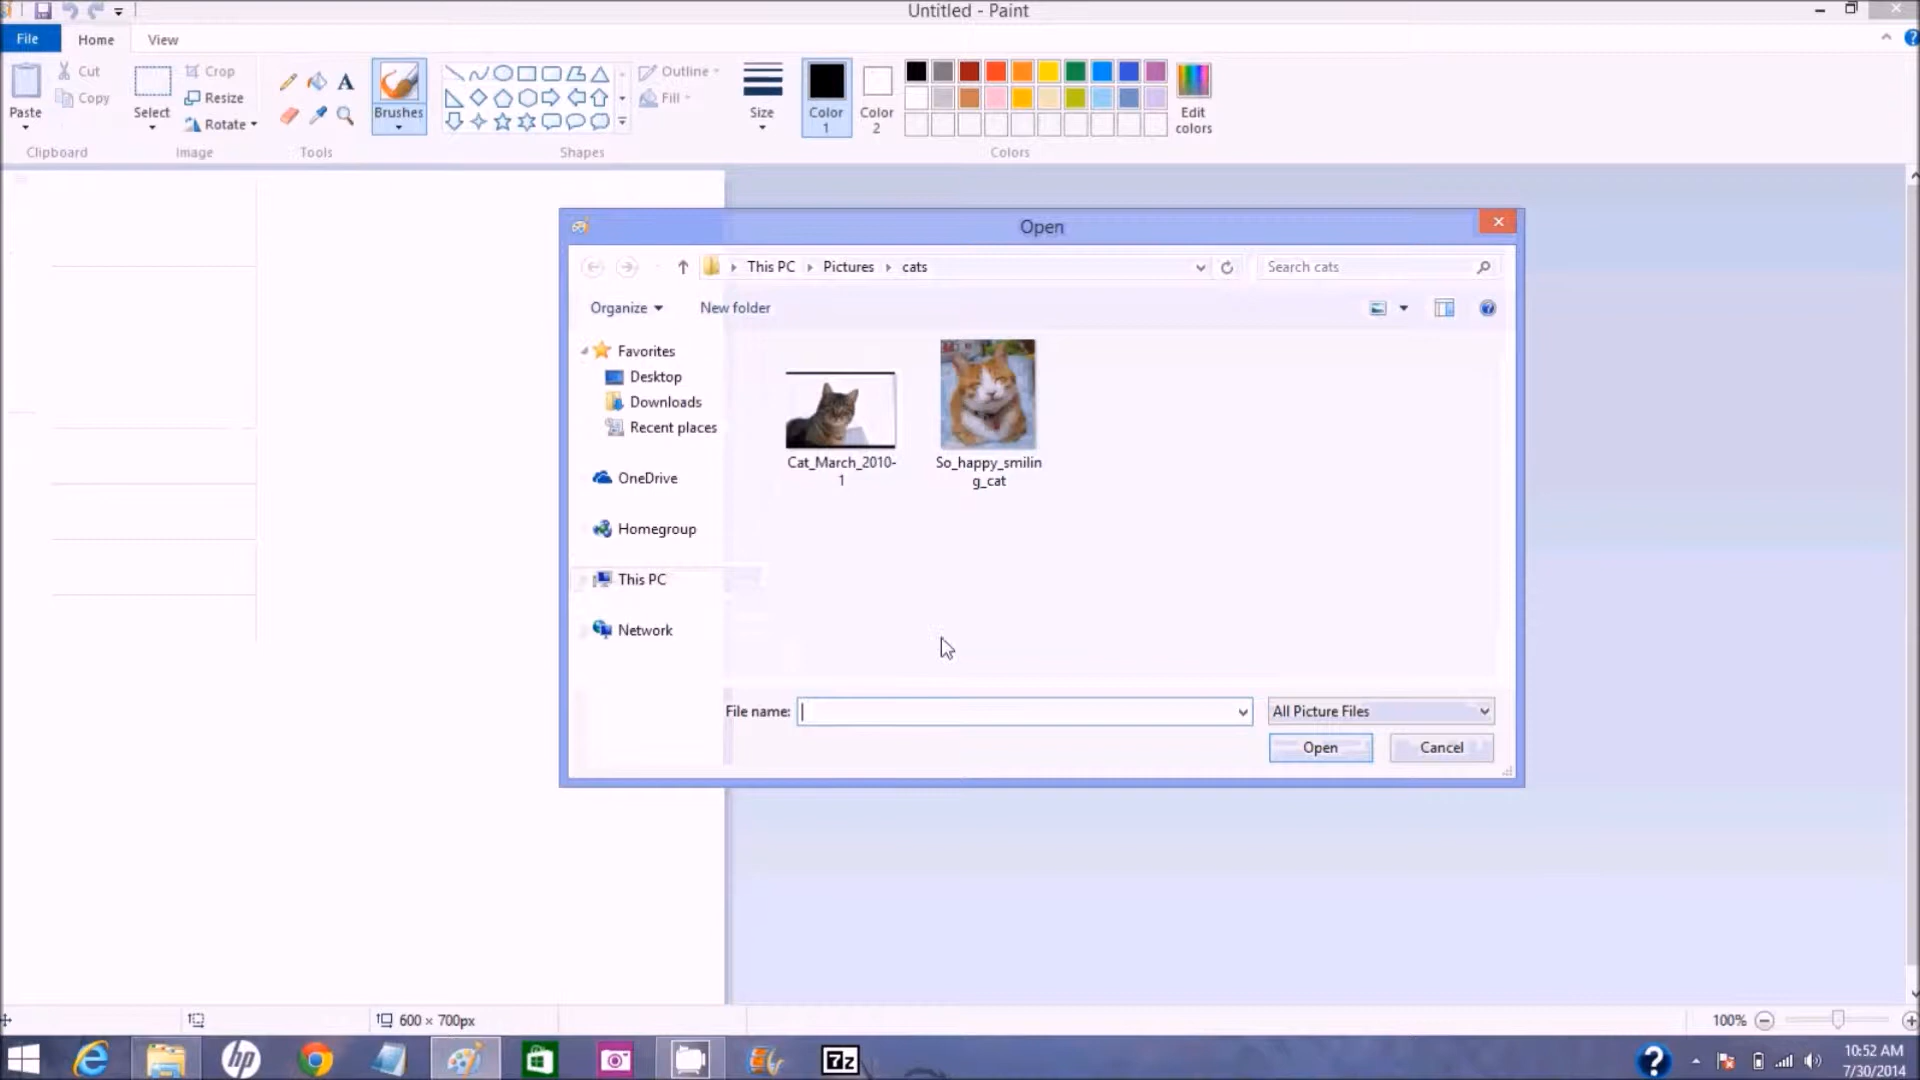 Untitled - Paint
File
Home
View
Paste
Cut
Copy
Clipboard
Select
Crop
Resize
Rotate
Image
A
Tools
Brushes
Shapes
Outline
Fill
Size
Color
1
Color
2
Edit
colors
Colors
Open
This PC
Pictures
cats
Search cats
Organize
New folder
Favorites
Desktop
Downloads
Recent places
OneDrive
Homegroup
This PC
Network
Cat_March_2010-
1
So_happy_smilin
g_cat
File name:
All Picture Files
Open
Cancel
600 × 700px
100%
hp
7z
10:52 AM
7/30/2014